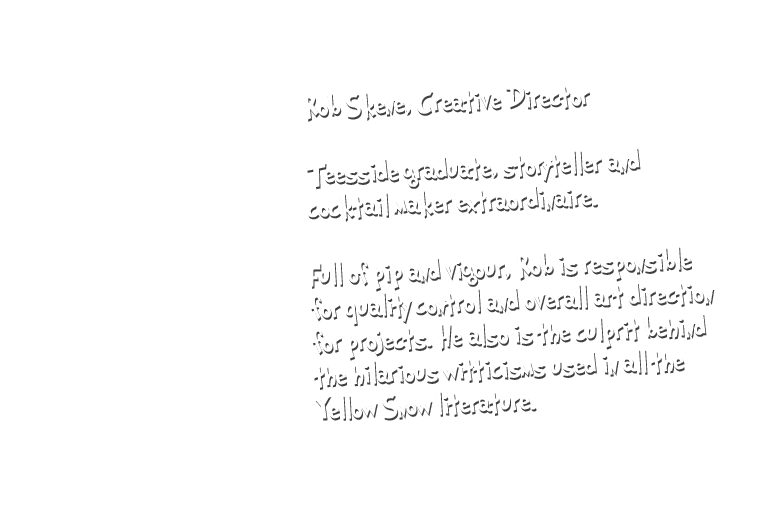 Rob Skene, Creative Director
Teesside graduate, storyteller and
cocktail maker extraordinaire.
Full of pip and vigour, Rob is responsible
for quality control and overall art direction
for projects. He also is the culprit behind
the hilarious witticisms used in all the
Yellow Snow literature.